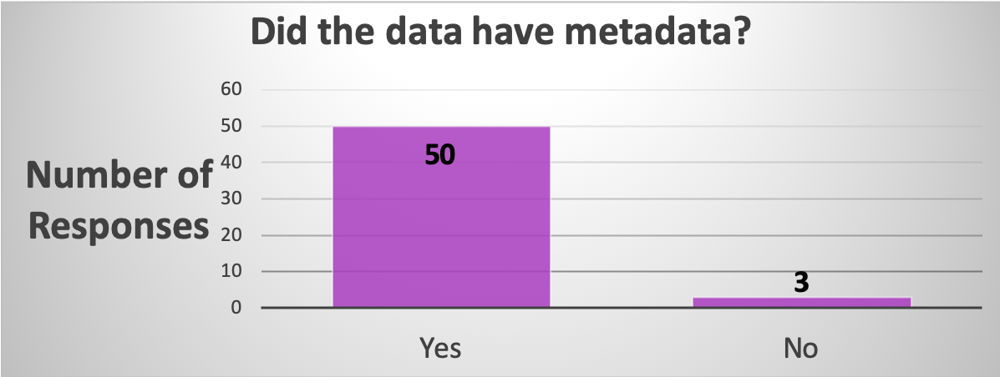 Did the data have metadata?
Number of
Responses
60
50
40
30
20
10
0
50
3
Yes
No